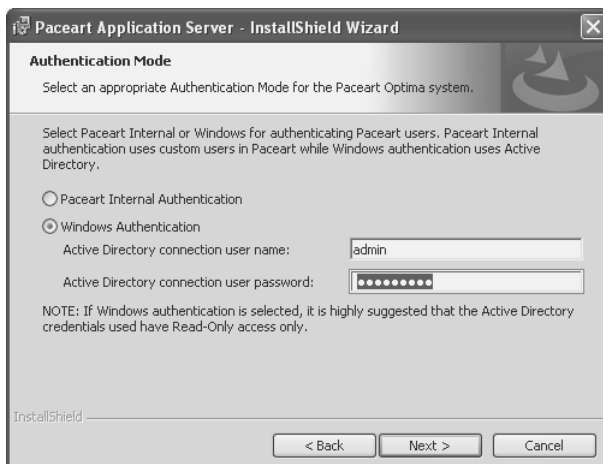 Paceart Application Server - InstallShield Wizard
Authentication Mode
Select an appropriate Authentication Mode for the Paceart Optima system.
Select Paceart Internal or Windows for authenticating Paceart users. Paceart Internal
authentication uses custom users in Paceart while Windows authentication uses Active
Directory.
Paceart Internal Authentication
Windows Authentication
Active Directory connection user name: admin
Active Directory connection user password: •••••••••
NOTE: If Windows authentication is selected, it is highly suggested that the Active Directory
credentials used have Read-Only access only.
InstallShield
< Back Next > Cancel